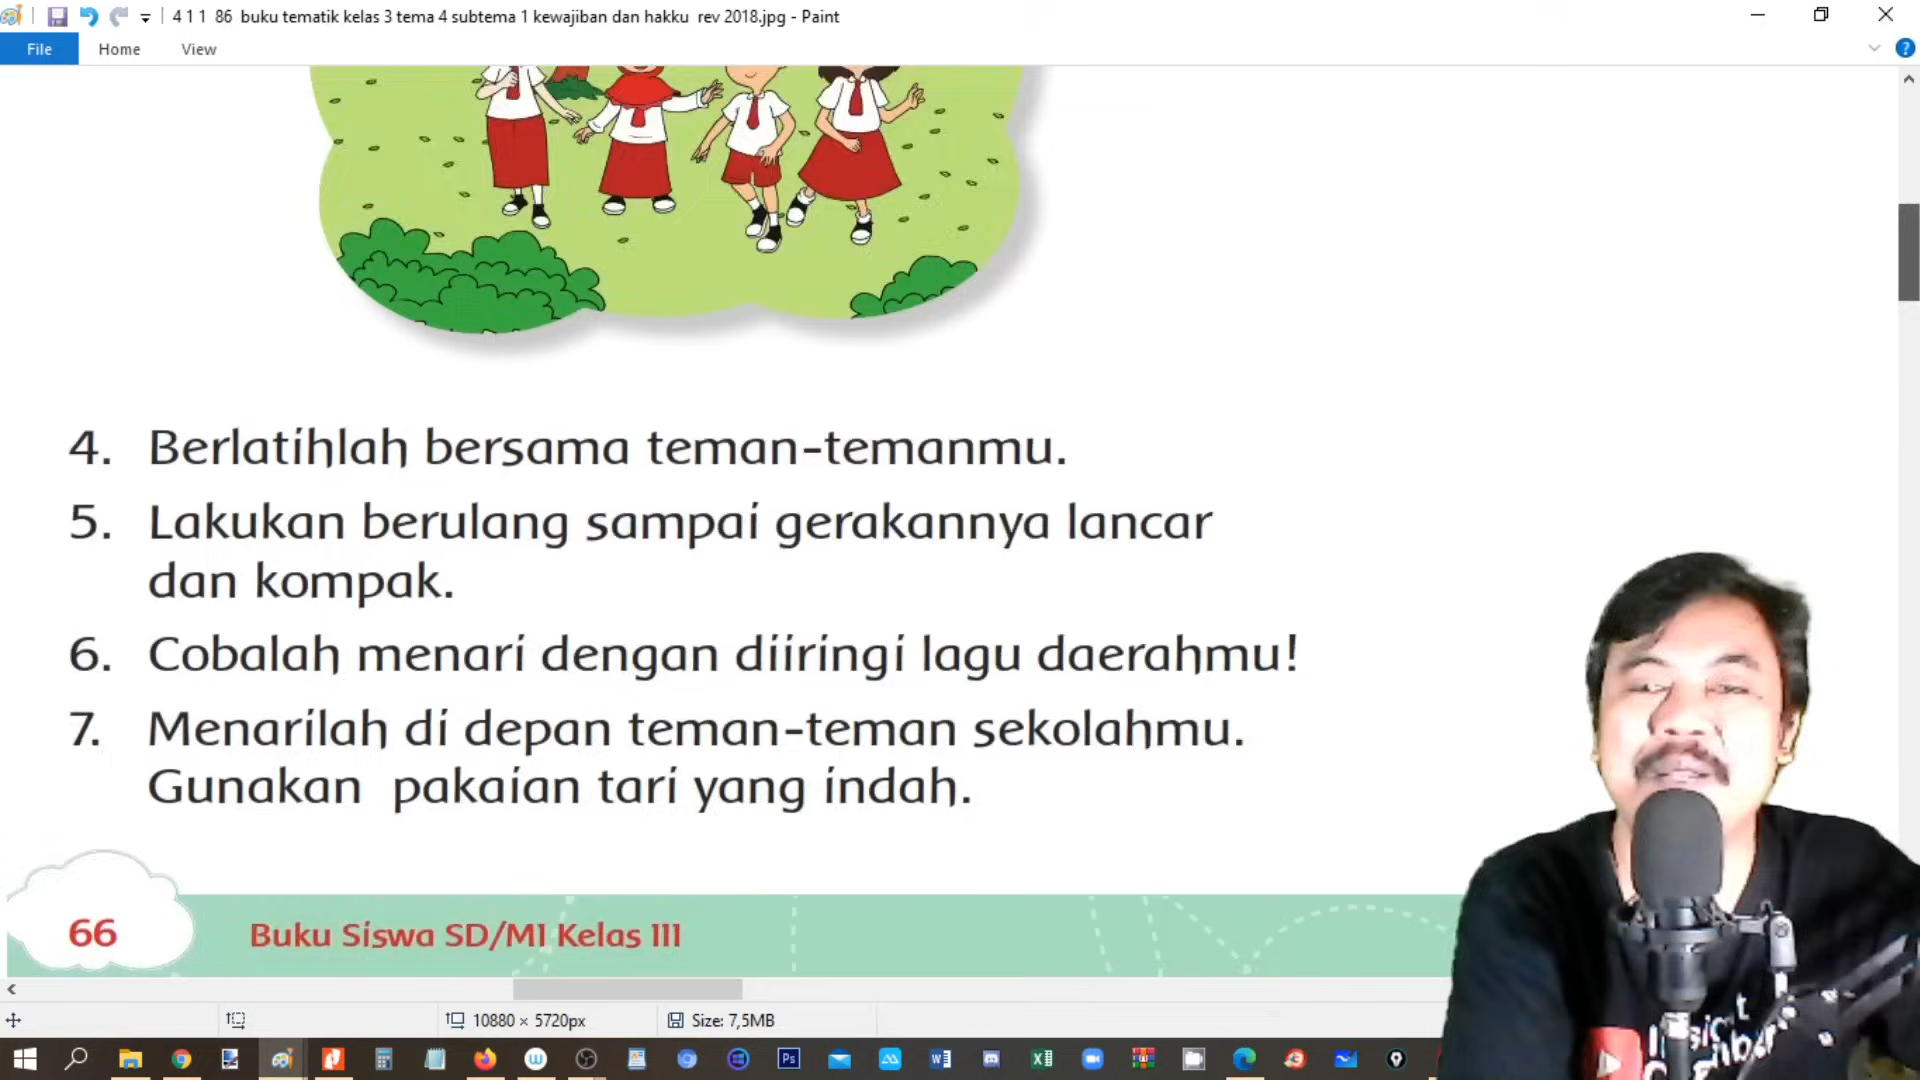 4 1 1 86 buku tematik kelas 3 tema 4 subtema 1 kewajiban dan hakku rev 2018.jpg - Paint
File Home View
4. Berlatihlah bersama teman-temanmu.
5. Lakukan berulang sampai gerakannya lancar
dan kompak.
6. Cobalah menari dengan diiringi lagu daerahmu!
7. Menarilah di depan teman-teman sekolahmu.
Gunakan pakaian tari yang indah.
66 Buku Siswa SD/MI Kelas III
10880 × 5720px Size: 7,5MB